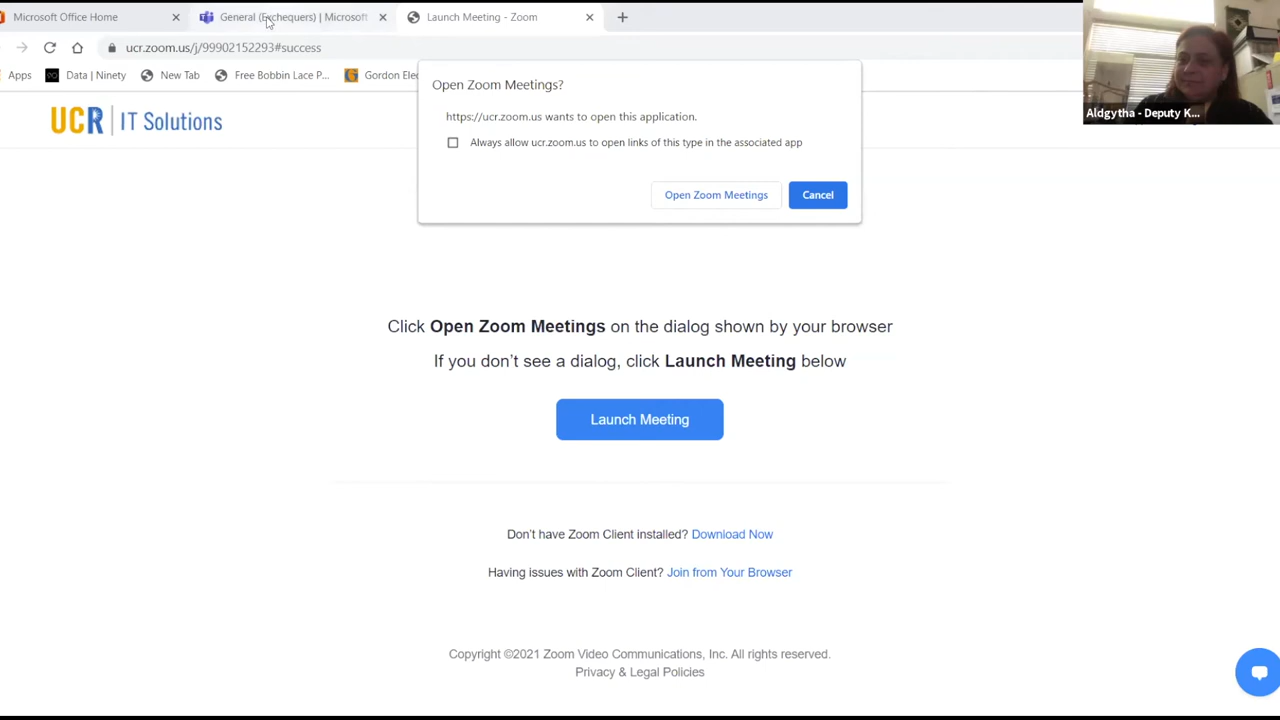 Microsoft Office Home
General (Exchequers) | Microsoft
Launch Meeting - Zoom
ucr.zoom.us/j/99902152293#success
Apps
Data | Ninety
New Tab
Free Bobbin Lace P...
Gordon Elec
Open Zoom Meetings?
https://ucr.zoom.us wants to open this application.
Always allow ucr.zoom.us to open links of this type in the associated app
Open Zoom Meetings
Cancel
Aldgytha - Deputy K...
UCR | IT Solutions
Click Open Zoom Meetings on the dialog shown by your browser
If you don't see a dialog, click Launch Meeting below
Launch Meeting
Don't have Zoom Client installed? Download Now
Having issues with Zoom Client? Join from Your Browser
Copyright ©2021 Zoom Video Communications, Inc. All rights reserved.
Privacy & Legal Policies